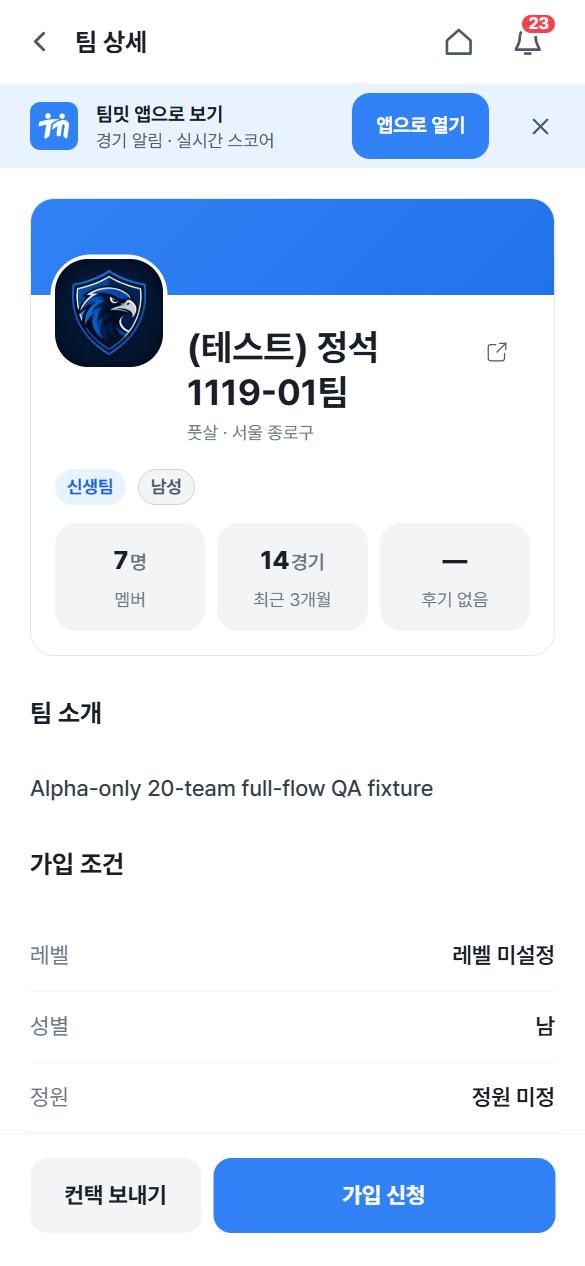 팀 상세
23
팀밋 앱으로 보기
경기 알림 · 실시간 스코어
앱으로 열기
(테스트) 정석
1119-01팀
풋살 · 서울 종로구
신생팀
남성
7명
멤버
14경기
최근 3개월
—
후기 없음
팀 소개
Alpha-only 20-team full-flow QA fixture
가입 조건
레벨
레벨 미설정
성별
남
정원
정원 미정
컨택 보내기
가입 신청